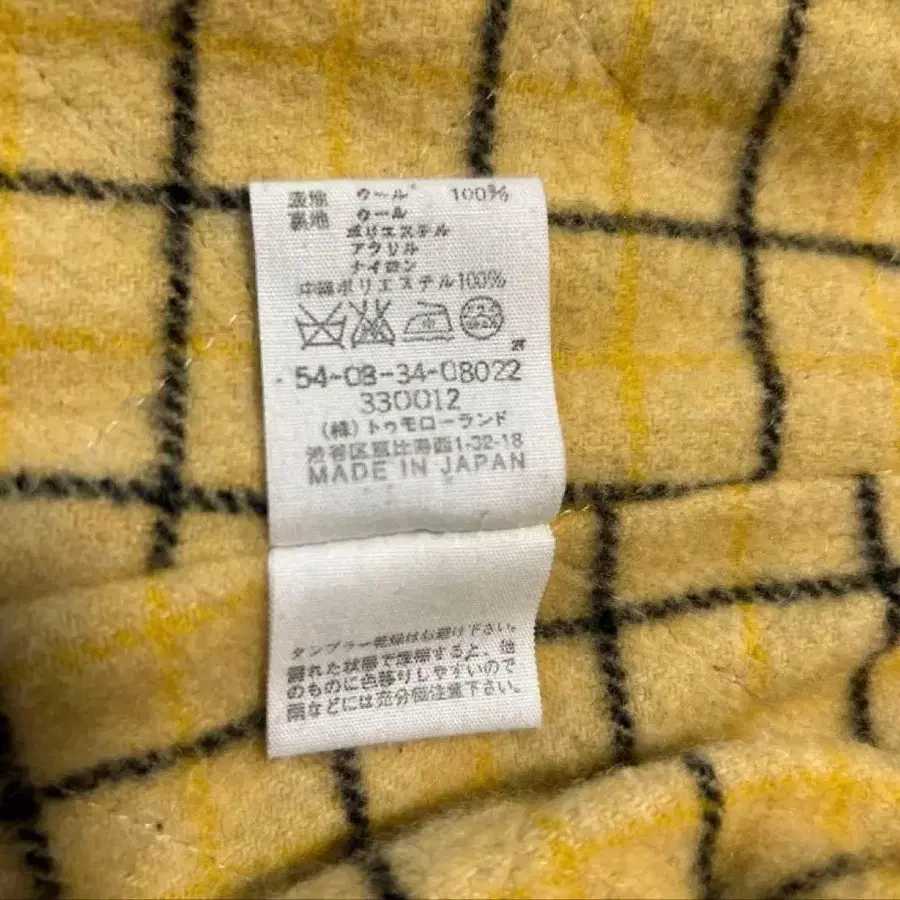 表地 ウール 100%
裏地 ウール
ポリエステル
アクリル
ナイロン
中綿ポリエステル100%
54-08-34-08022
330012
(株)トゥモローランド
渋谷区恵比寿西1-32-18
MADE IN JAPAN
タンブラー乾燥はお避け下さい。
濡れた状態で摩擦すると、他
のものに色移りしやすいので
雨などには充分御注意下さい。